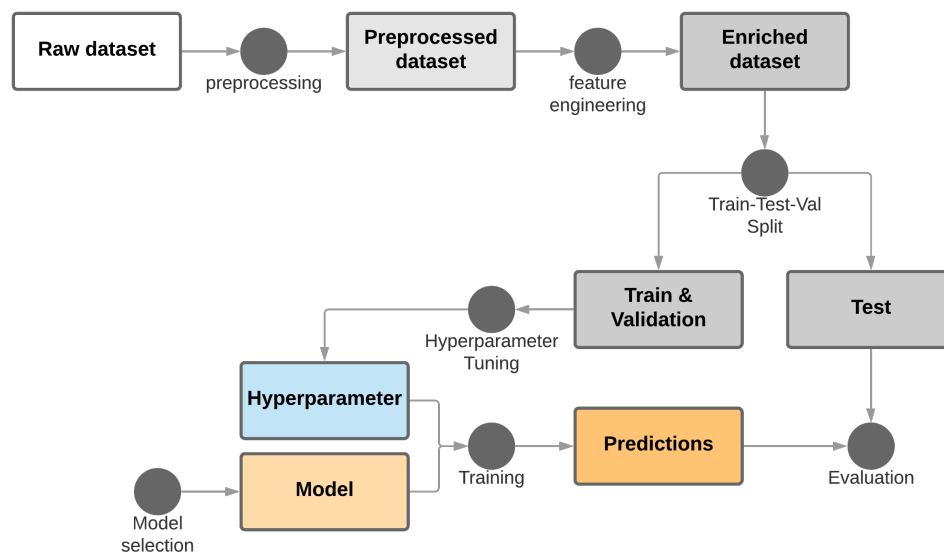 Raw dataset
preprocessing
Preprocessed
dataset
feature
engineering
Enriched
dataset
Train-Test-Val
Split
Train &
Validation
Test
Hyperparameter
Tuning
Hyperparameter
Model
Model
selection
Training
Predictions
Evaluation